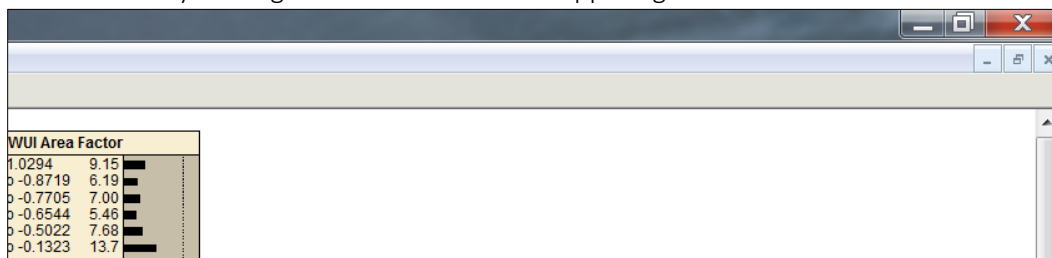 WUI Area Factor
1.0294 9.15
o -0.8719 6.19
o -0.7705 7.00
o -0.6544 5.46
o -0.5022 7.68
o -0.1323 13.7